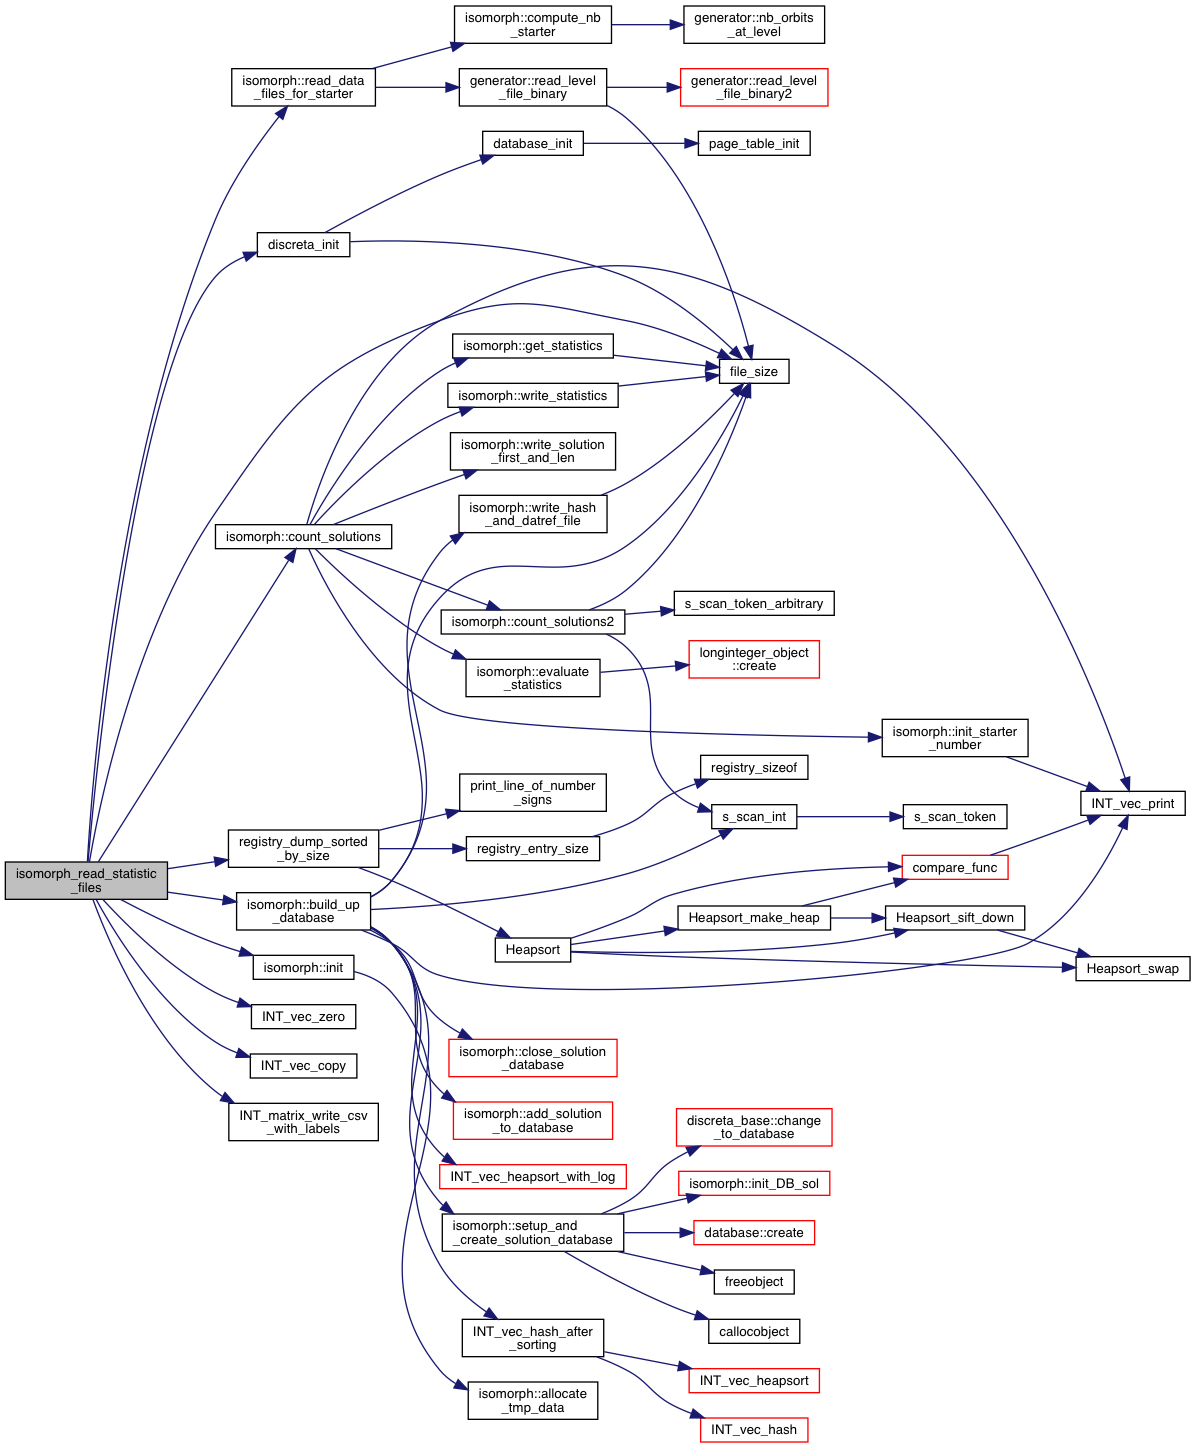 isomorph::compute_nb
_starter
generator::nb_orbits
_at_level
isomorph::read_data
_files_for_starter
generator::read_level
_file_binary
generator::read_level
_file_binary2
database_init
page_table_init
discreta_init
isomorph::get_statistics
file_size
isomorph::write_statistics
isomorph::write_solution
_first_and_len
isomorph::write_hash
_and_datref_file
isomorph::count_solutions
s_scan_token_arbitrary
isomorph::count_solutions2
longinteger_object
::create
isomorph::evaluate
_statistics
isomorph::init_starter
_number
registry_sizeof
print_line_of_number
_signs
INT_vec_print
s_scan_int
s_scan_token
registry_dump_sorted
_by_size
registry_entry_size
compare_func
isomorph_read_statistic
_files
isomorph::build_up
_database
Heapsort_make_heap
Heapsort_sift_down
Heapsort
isomorph::init
Heapsort_swap
INT_vec_zero
isomorph::close_solution
_database
INT_vec_copy
INT_matrix_write_csv
_with_labels
isomorph::add_solution
_to_database
discreta_base::change
_to_database
INT_vec_heapsort_with_log
isomorph::init_DB_sol
isomorph::setup_and
_create_solution_database
database::create
freeobject
callocobject
INT_vec_hash_after
_sorting
INT_vec_heapsort
isomorph::allocate
_tmp_data
INT_vec_hash